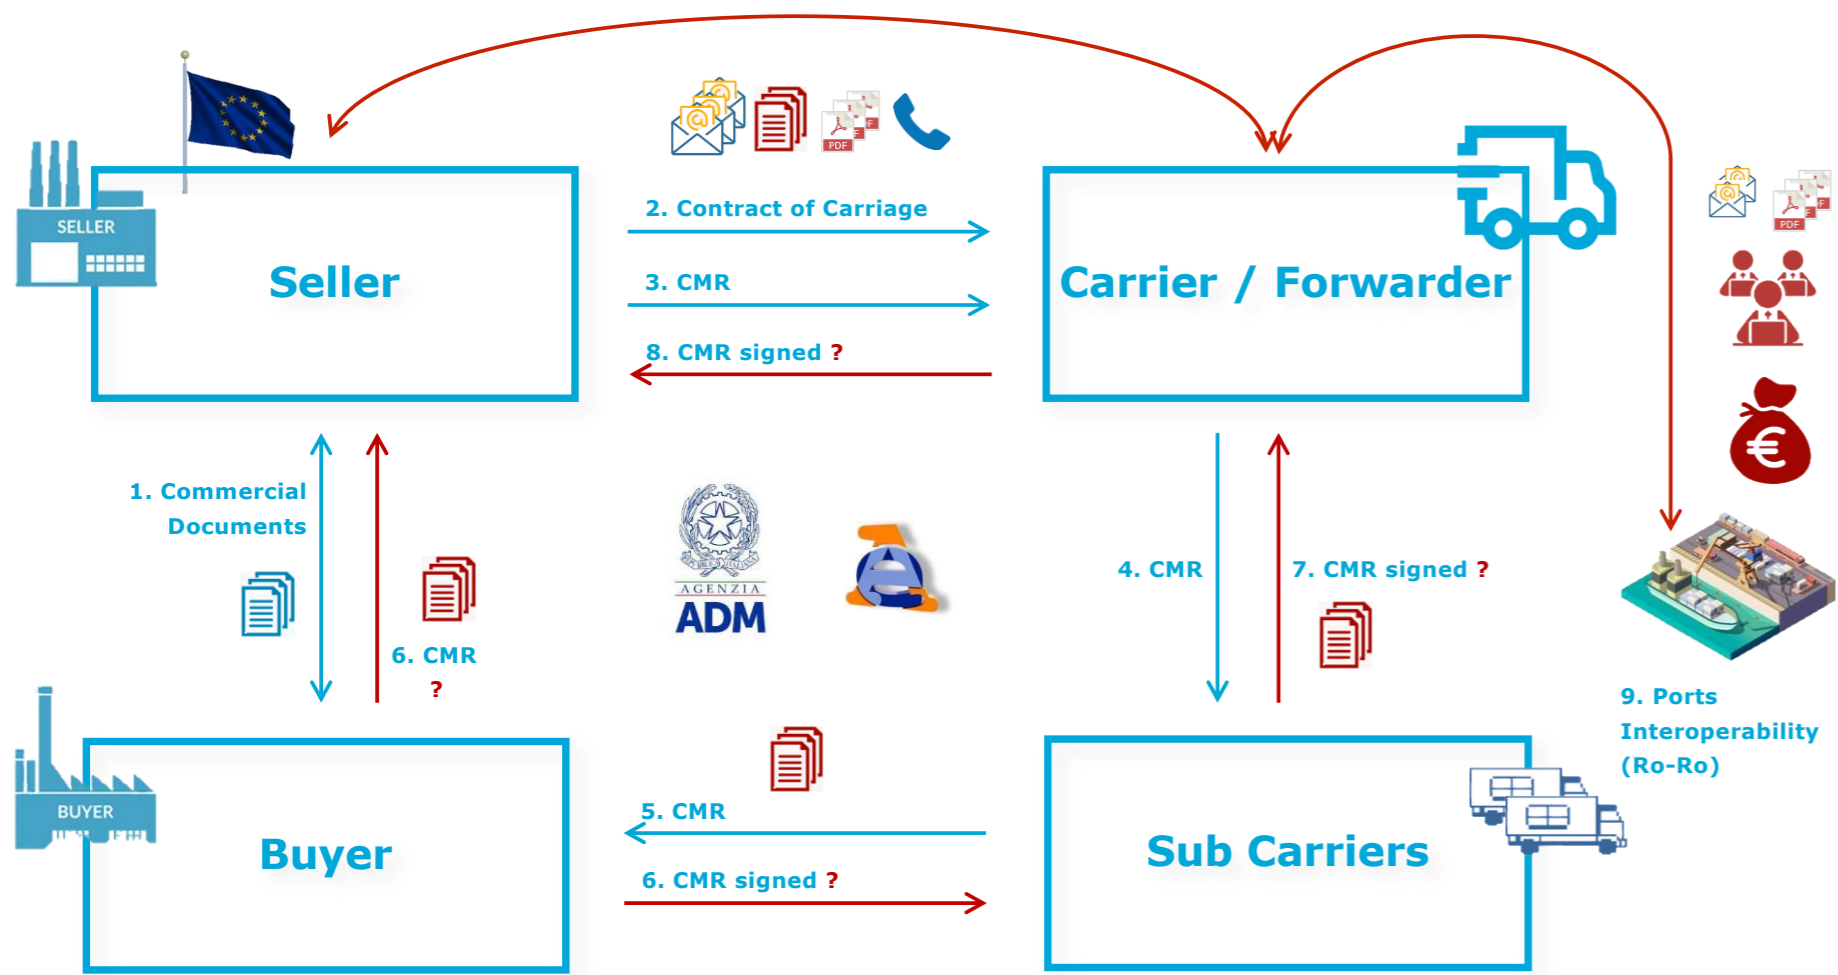 SELLER
Seller
@
@
@
PDF
F
F
2. Contract of Carriage
3. CMR
8. CMR signed ?
Carrier / Forwarder
@
@
PDF
F
F
€
1. Commercial
Documents
6. CMR
?
AGENZIA
ADM
e
4. CMR
7. CMR signed ?
9. Ports
Interoperability
(Ro-Ro)
BUYER
Buyer
5. CMR
6. CMR signed ?
Sub Carriers